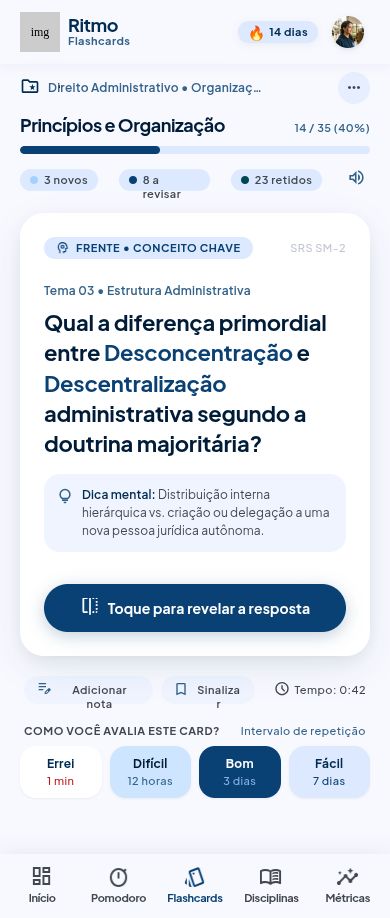 img
Ritmo
Flashcards
🔥 14 dias
Direito Administrativo • Organizaç...
Princípios e Organização
14 / 35 (40%)
3 novos
8 a
revisar
23 retidos
FRENTE • CONCEITO CHAVE
SRS SM-2
Tema 03 • Estrutura Administrativa
Qual a diferença primordial
entre Desconcentração e
Descentralização
administrativa segundo a
doutrina majoritária?
Dica mental: Distribuição interna
hierárquica vs. criação ou delegação a uma
nova pessoa jurídica autônoma.
Toque para revelar a resposta
Adicionar
nota
Sinaliza
r
Tempo: 0:42
COMO VOCÊ AVALIA ESTE CARD?
Intervalo de repetição
Errei
1 min
Difícil
12 horas
Bom
3 dias
Fácil
7 dias
Início
Pomodoro
Flashcards
Disciplinas
Métricas